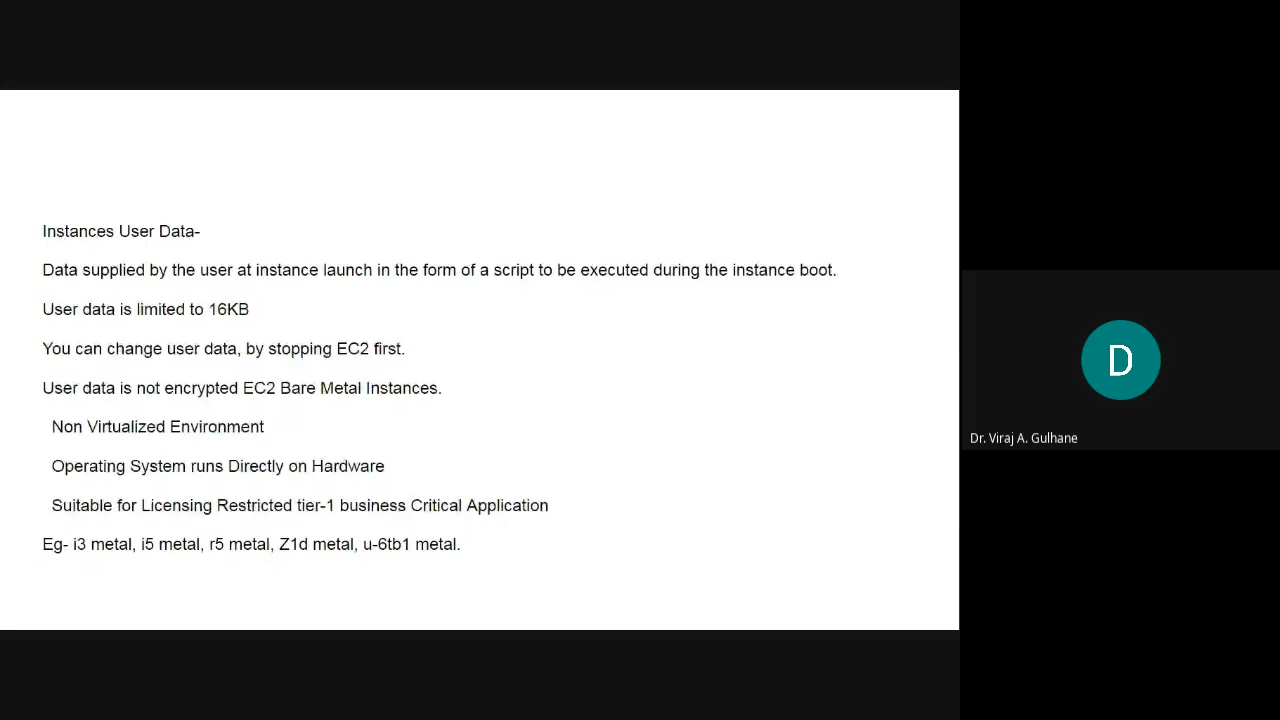 Instances User Data-
Data supplied by the user at instance launch in the form of a script to be executed during the instance boot.
User data is limited to 16KB
You can change user data, by stopping EC2 first.
User data is not encrypted EC2 Bare Metal Instances.
Non Virtualized Environment
Operating System runs Directly on Hardware
Suitable for Licensing Restricted tier-1 business Critical Application
Eg- i3 metal, i5 metal, r5 metal, Z1d metal, u-6tb1 metal.
D
Dr. Viraj A. Gulhane